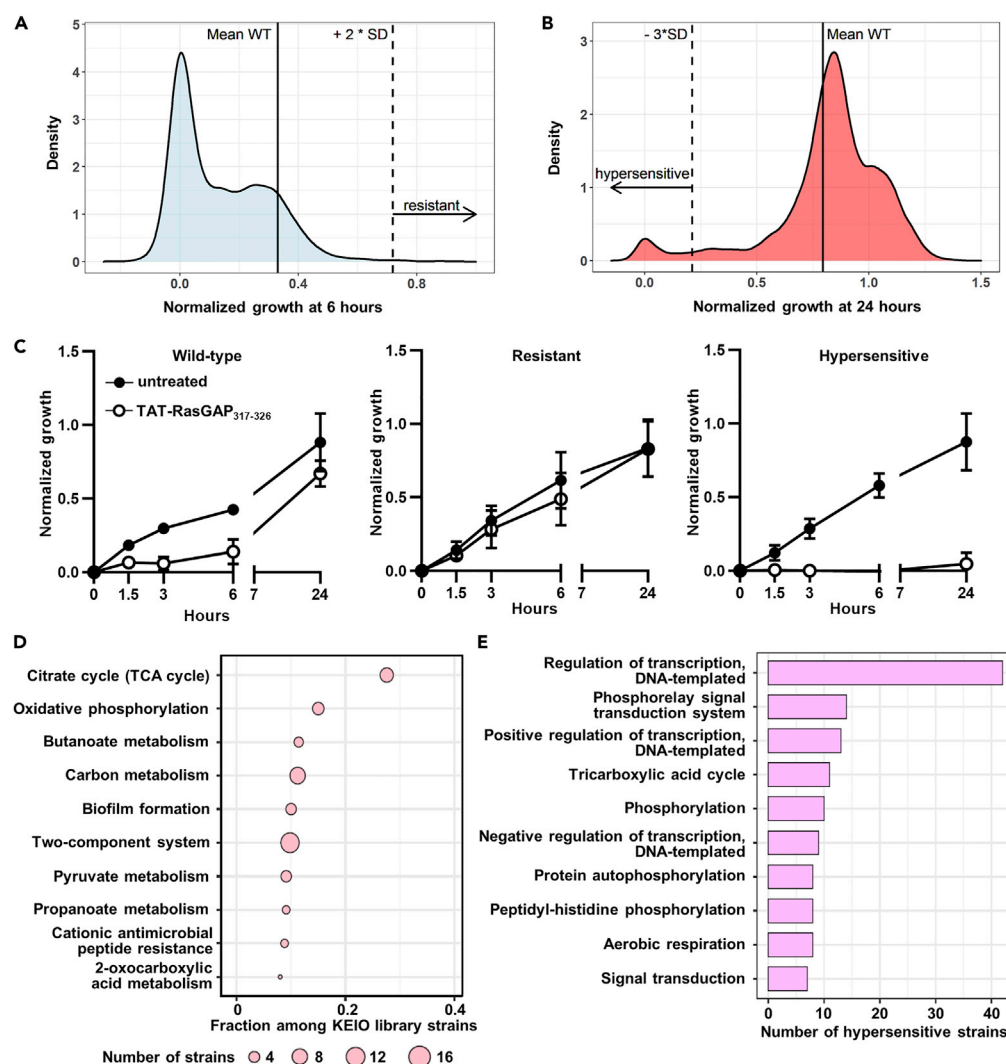 A
Mean WT
+ 2 * SD
resistant
Density
5
4
3
2
1
0
0.0
0.4
0.8
Normalized growth at 6 hours
B
- 3*SD
Mean WT
hypersensitive
Density
3
2
1
0
0.0
0.5
1.0
1.5
Normalized growth at 24 hours
C
Wild-type
untreated
TAT-RasGAP317-326
Normalized growth
1.5
1.0
0.5
0.0
0
1.5
3
6
7
24
Hours
Resistant
Normalized growth
1.5
1.0
0.5
0.0
0
1.5
3
6
7
24
Hours
Hypersensitive
Normalized growth
1.5
1.0
0.5
0.0
0
1.5
3
6
7
24
Hours
D
Citrate cycle (TCA cycle)
Oxidative phosphorylation
Butanoate metabolism
Carbon metabolism
Biofilm formation
Two-component system
Pyruvate metabolism
Propanoate metabolism
Cationic antimicrobial
peptide resistance
2-oxocarboxylic
acid metabolism
0
0.2
0.4
Fraction among KEIO library strains
Number of strains 4 8 12 16
E
Regulation of transcription,
DNA-templated
Phosphorelay signal
transduction system
Positive regulation of transcription,
DNA-templated
Tricarboxylic acid cycle
Phosphorylation
Negative regulation of transcription,
DNA-templated
Protein autophosphorylation
Peptidyl-histidine phosphorylation
Aerobic respiration
Signal transduction
0
10
20
30
40
Number of hypersensitive strains